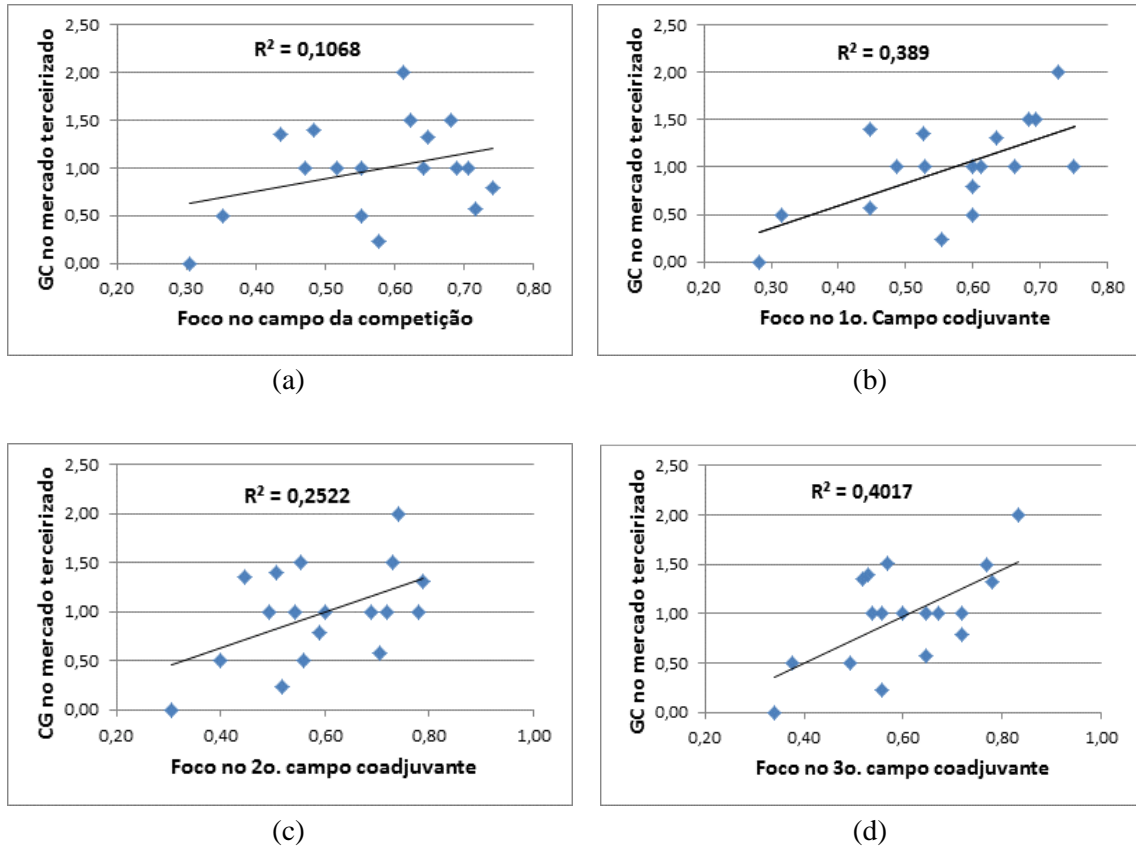 2,50
2,00
1,50
1,00
0,50
0,00
GC no mercado terceirizado
R² = 0,1068
0,20 0,30 0,40 0,50 0,60 0,70 0,80
Foco no campo da competição
(a)
2,50
2,00
1,50
1,00
0,50
0,00
GC no mercado terceirizado
R² = 0,389
0,20 0,30 0,40 0,50 0,60 0,70 0,80
Foco no 1o. Campo codjuvante
(b)
2,50
2,00
1,50
1,00
0,50
0,00
CG no mercado terceirizado
R² = 0,2522
0,20 0,40 0,60 0,80 1,00
Foco no 2o. campo coadjuvante
(c)
2,50
2,00
1,50
1,00
0,50
0,00
GC no mercado terceirizado
R² = 0,4017
0,20 0,40 0,60 0,80 1,00
Foco no 3o. campo coadjuvante
(d)